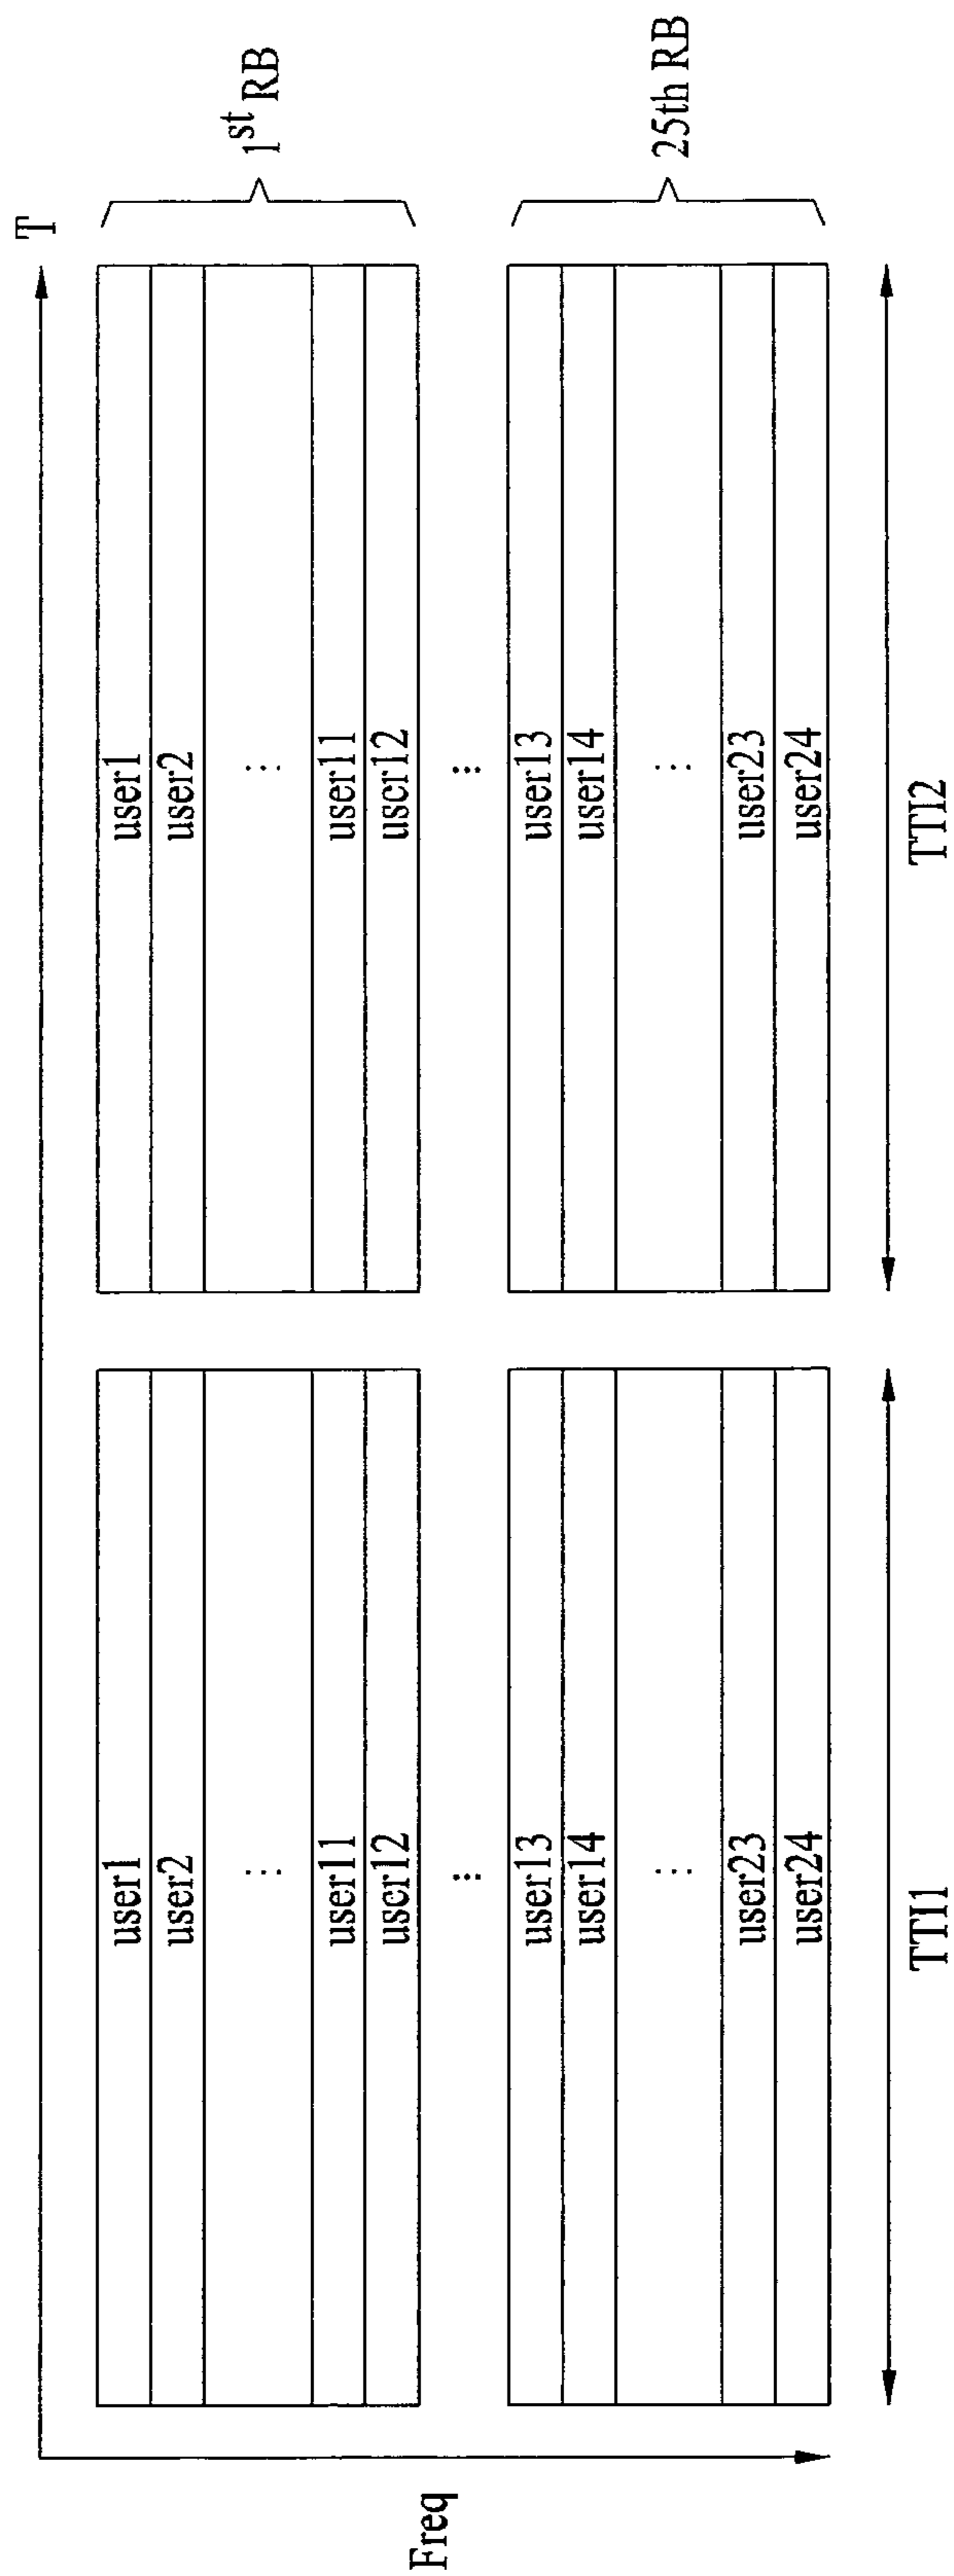 T
Freq
user1
user2
⋮
user11
user12
⋮
user13
user14
⋮
user23
user24
TTI1
user1
user2
⋮
user11
user12
⋮
user13
user14
⋮
user23
user24
TTI2
1st RB
25th RB